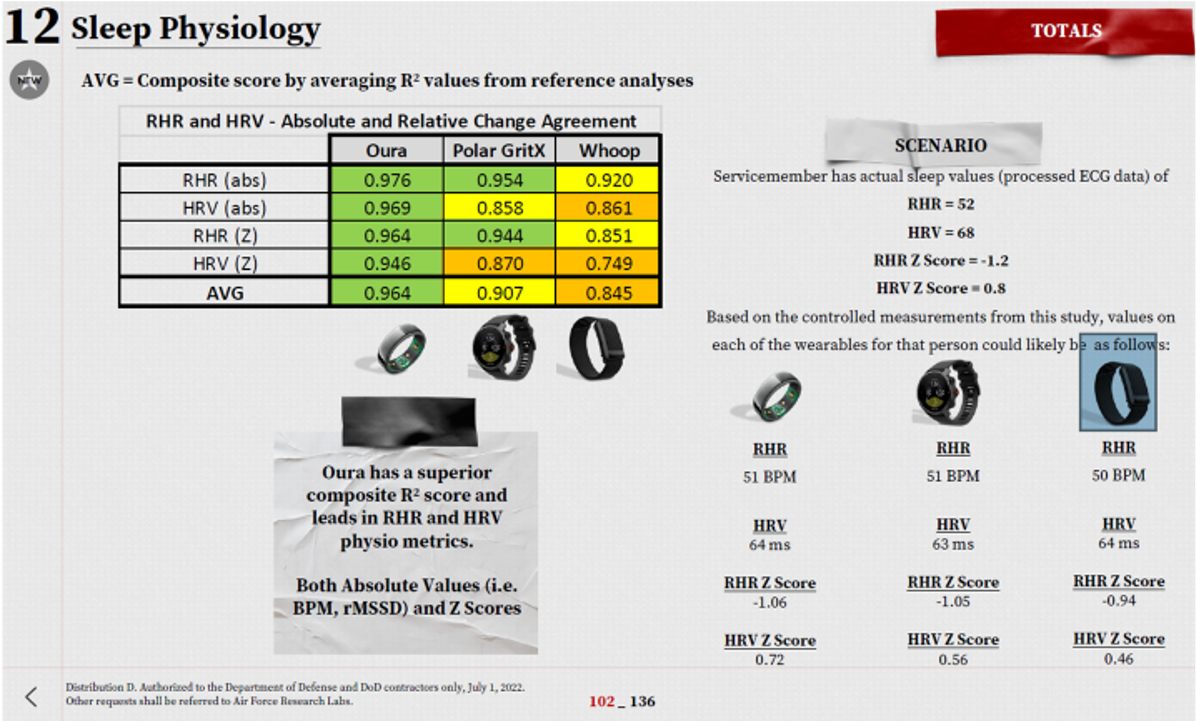 12 Sleep Physiology
TOTALS
NEW
AVG = Composite score by averaging R² values from reference analyses
RHR and HRV - Absolute and Relative Change Agreement
Oura Polar GritX Whoop
RHR (abs) 0.976 0.954 0.920
HRV (abs) 0.969 0.858 0.861
RHR (Z) 0.964 0.944 0.851
HRV (Z) 0.946 0.870 0.749
AVG 0.964 0.907 0.845
Oura has a superior
composite R² score and
leads in RHR and HRV
physio metrics.
Both Absolute Values (i.e.
BPM, rMSSD) and Z Scores
SCENARIO
Servicemember has actual sleep values (processed ECG data) of
RHR = 52
HRV = 68
RHR Z Score = -1.2
HRV Z Score = 0.8
Based on the controlled measurements from this study, values on
each of the wearables for that person could likely be as follows:
RHR RHR RHR
51 BPM 51 BPM 50 BPM
HRV HRV HRV
64 ms 63 ms 64 ms
RHR Z Score RHR Z Score RHR Z Score
-1.06 -1.05 -0.94
HRV Z Score HRV Z Score HRV Z Score
0.72 0.56 0.46
Distribution D. Authorized to the Department of Defense and DoD contractors only, July 1, 2022.
Other requests shall be referred to Air Force Research Labs.
102 _ 136